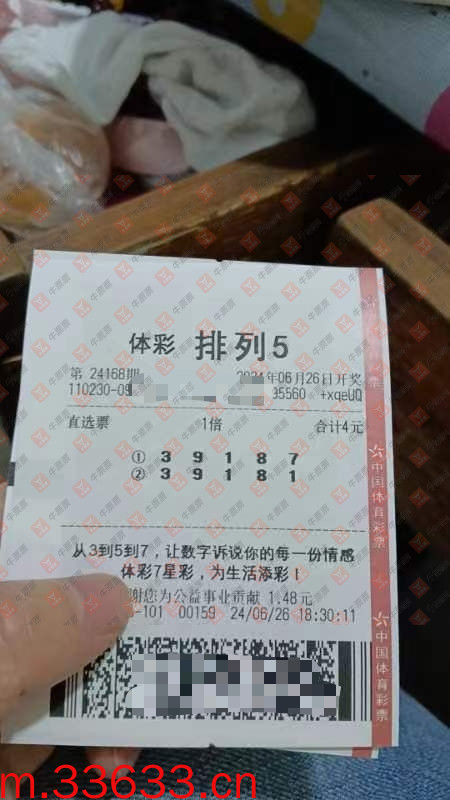 体彩 排列5
第 24168期 2024年06月26日开奖
110230-09 95560 +xqeUQ
直选票 1倍 合计4元
① 3 9 1 8 7
② 3 9 1 8 1
从3到5到7，让数字诉说你的每一份情感
体彩7星彩，为生活添彩！
谢您为公益事业贡献 1.48 元
-101 00159 24/06/26 18:30:11
中国体育彩票
中国体育彩票
m.33633.cn